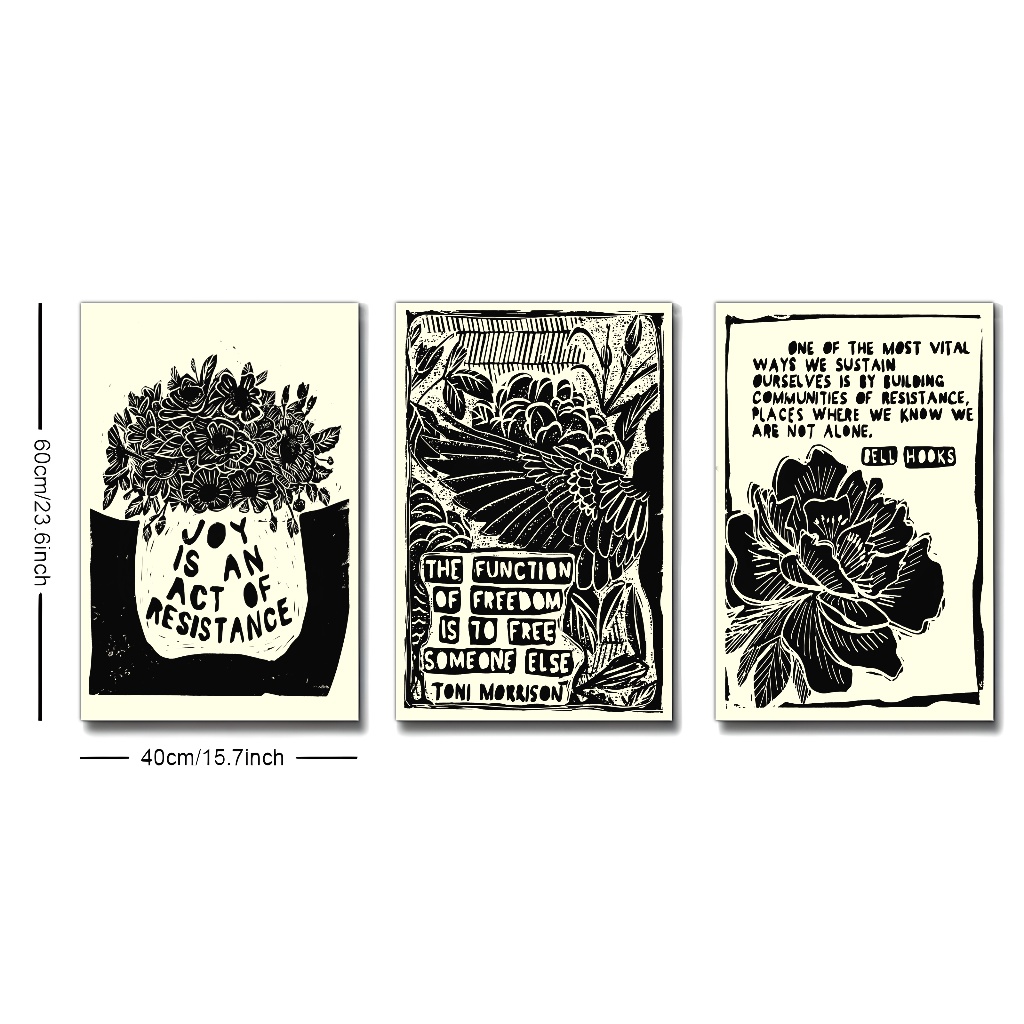 60cm/23.6inch
JOY
IS AN
ACT OF
RESISTANCE
THE FUNCTION
OF FREEDOM
IS TO FREE
SOMEONE ELSE
TONI MORRISON
ONE OF THE MOST VITAL
WAYS WE SUSTAIN
OURSELVES IS BY BUILDING
COMMUNITIES OF RESISTANCE,
PLACES WHERE WE KNOW WE
ARE NOT ALONE.
BELL HOOKS
40cm/15.7inch